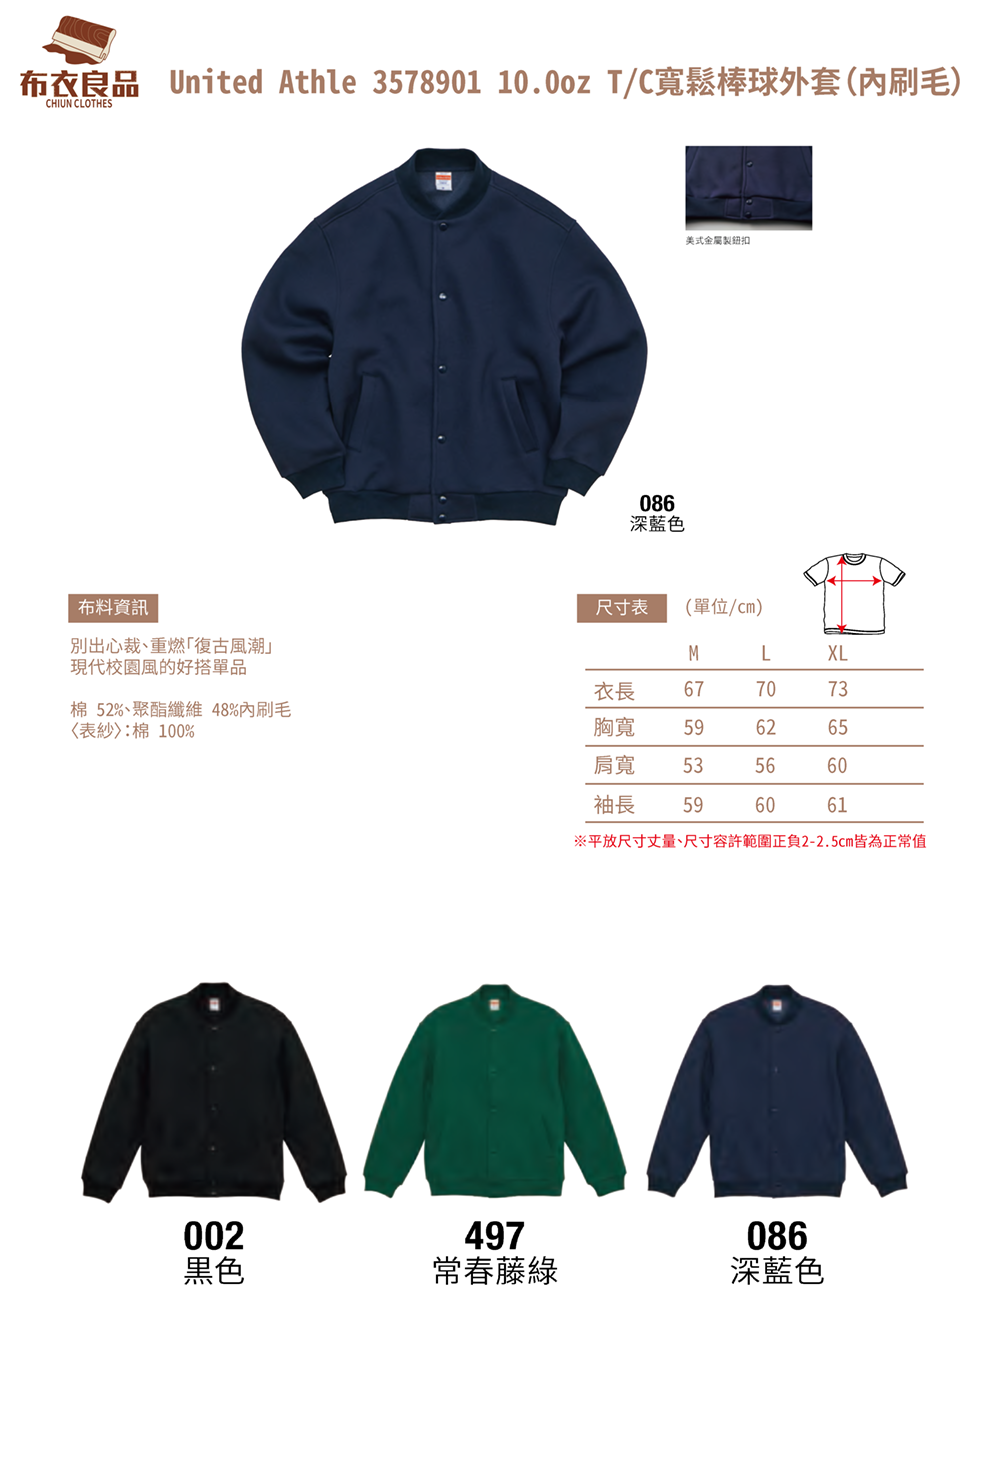 布衣良品
CHIUN CLOTHES
United Athle 3578901 10.0oz T/C寬鬆棒球外套(內刷毛)
美式金屬製鈕扣
086
深藍色
布料資訊
別出心裁、重燃「復古風潮」
現代校園風的好搭單品
棉 52%、聚酯纖維 48%內刷毛
〈表紗〉:棉 100%
尺寸表 (單位/cm)
M L XL
衣長 67 70 73
胸寬 59 62 65
肩寬 53 56 60
袖長 59 60 61
※平放尺寸丈量、尺寸容許範圍正負2-2.5cm皆為正常值
002
黑色
497
常春藤綠
086
深藍色